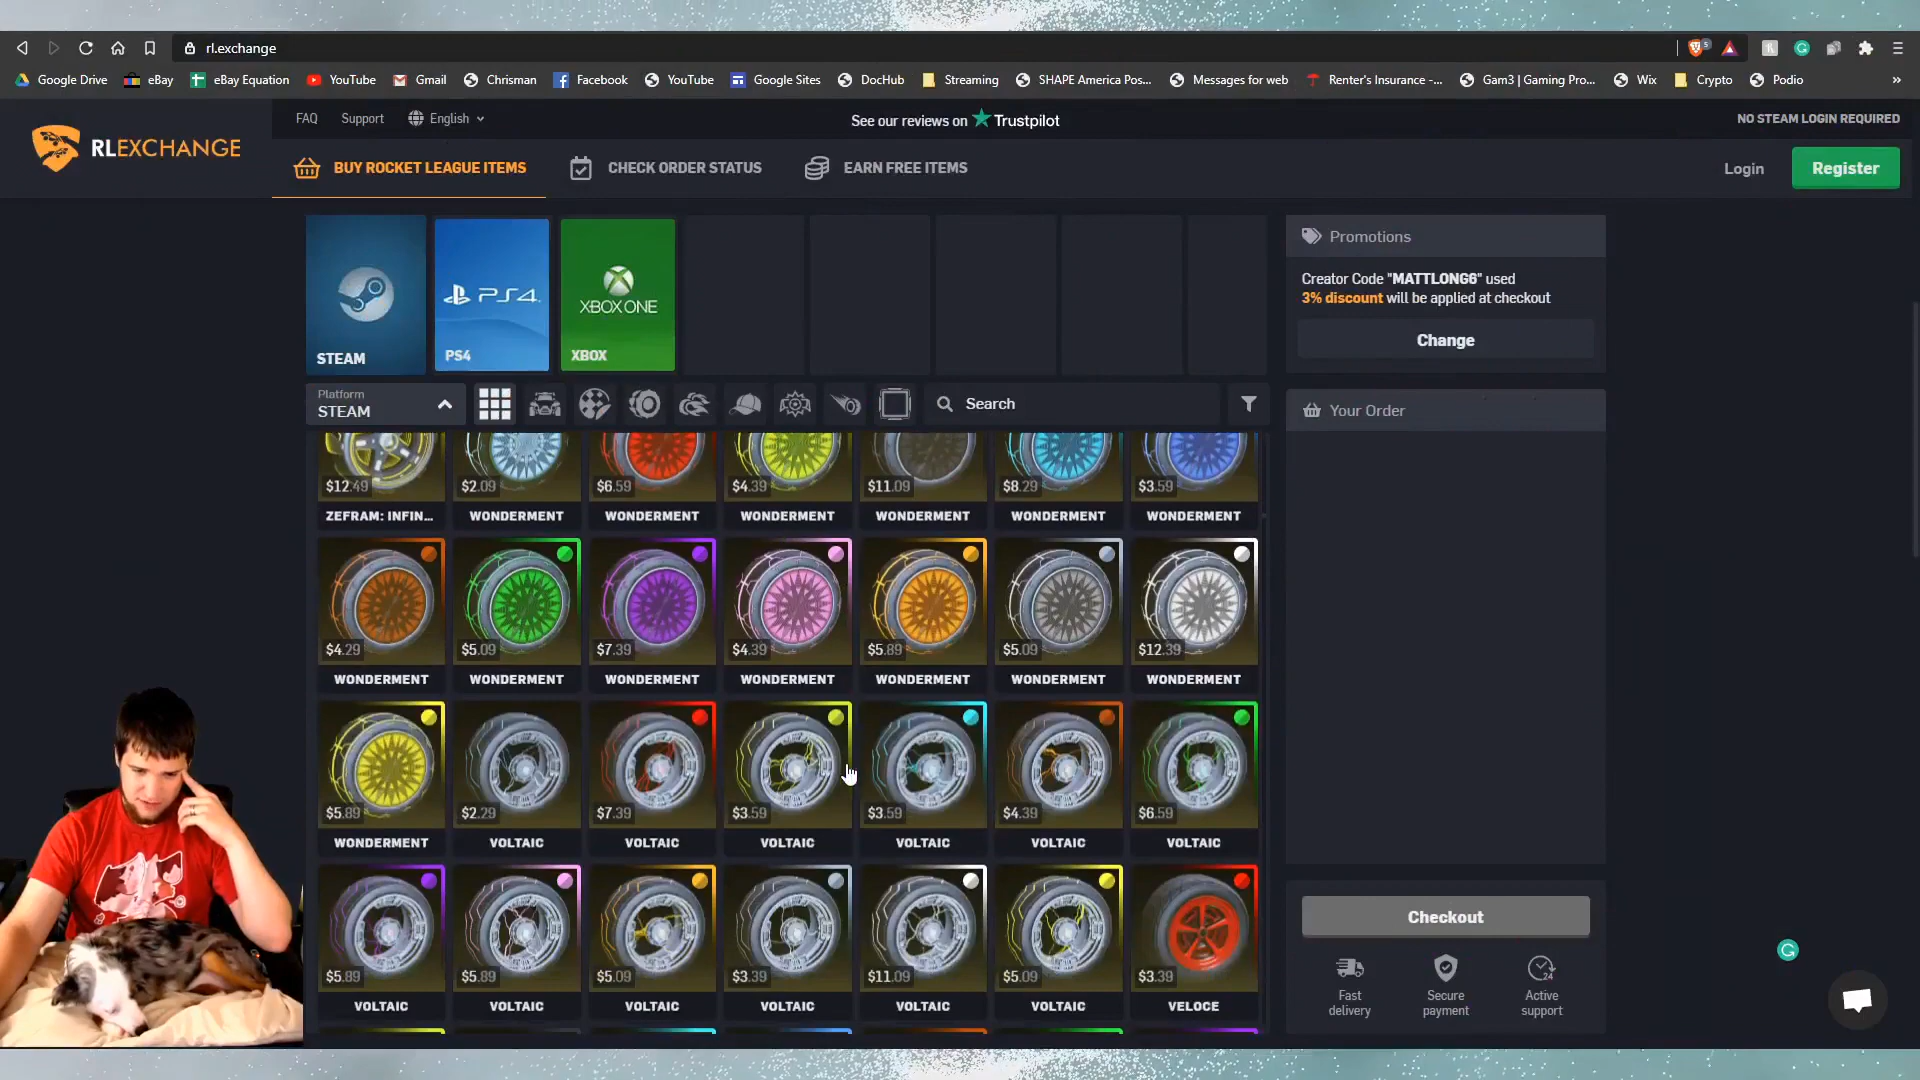 rl.exchange
5
Google Drive
eBay
eBay Equation
YouTube
Gmail
Chrisman
Facebook
YouTube
Google Sites
DocHub
Streaming
SHAPE America Pos...
Messages for web
Renter's Insurance -...
Gam3 | Gaming Pro...
Wix
Crypto
Podio
»
RLEXCHANGE
FAQ
Support
English
See our reviews on Trustpilot
NO STEAM LOGIN REQUIRED
BUY ROCKET LEAGUE ITEMS
CHECK ORDER STATUS
EARN FREE ITEMS
Login
Register
STEAM
PS4.
PS4
XBOX ONE
XBOX
Promotions
Creator Code "MATTLONG6" used
3% discount will be applied at checkout
Change
Platform
STEAM
Search
Your Order
$12.49
$2.09
$6.59
$4.39
$11.09
$8.29
$3.59
ZEFRAM: INFIN...
WONDERMENT
WONDERMENT
WONDERMENT
WONDERMENT
WONDERMENT
WONDERMENT
$4.29
$5.09
$7.39
$4.39
$5.89
$5.09
$12.39
WONDERMENT
WONDERMENT
WONDERMENT
WONDERMENT
WONDERMENT
WONDERMENT
WONDERMENT
$5.89
$2.29
$7.39
$3.59
$3.59
$4.39
$6.59
WONDERMENT
VOLTAIC
VOLTAIC
VOLTAIC
VOLTAIC
VOLTAIC
VOLTAIC
$5.89
$5.89
$5.09
$3.39
$11.09
$5.09
$3.39
VOLTAIC
VOLTAIC
VOLTAIC
VOLTAIC
VOLTAIC
VOLTAIC
VELOCE
Checkout
24
Fast
delivery
Secure
payment
Active
support